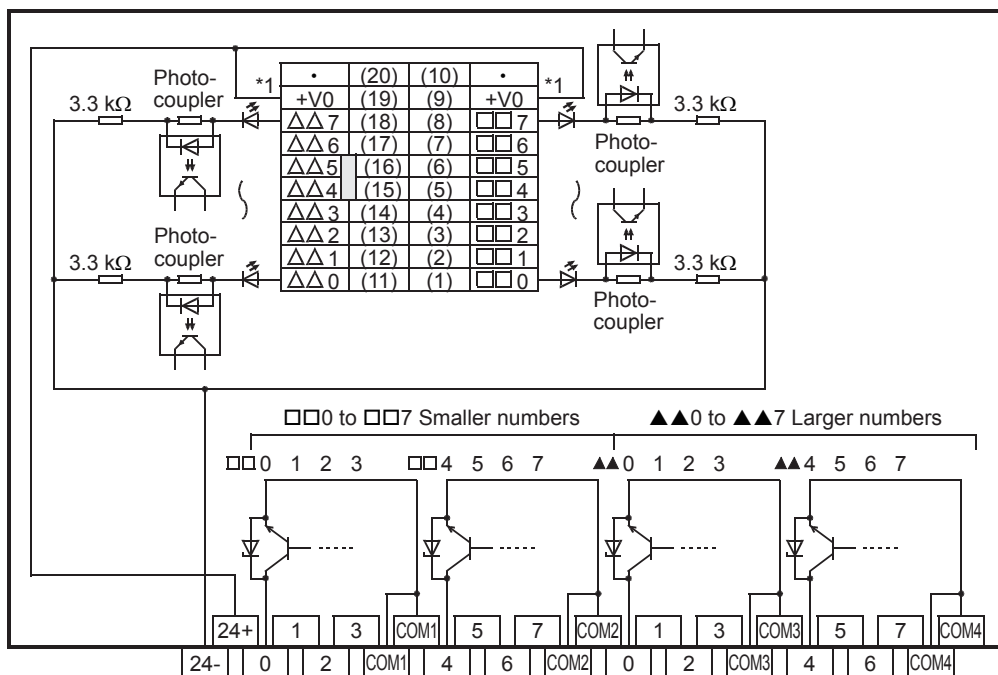 *1 • (20) (10) • *1
Photo-
coupler
3.3 kΩ
+V0 (19) (9) +V0
3.3 kΩ
△△7 (18) (8) □□7
Photo-
coupler
△△6 (17) (7) □□6
△△5 (16) (6) □□5
△△4 (15) (5) □□4
△△3 (14) (4) □□3
△△2 (13) (3) □□2
Photo-
coupler
3.3 kΩ
△△1 (12) (2) □□1
3.3 kΩ
△△0 (11) (1) □□0
Photo-
coupler
□□0 to □□7 Smaller numbers ▲▲0 to ▲▲7 Larger numbers
□□0 1 2 3 □□4 5 6 7 ▲▲0 1 2 3 ▲▲4 5 6 7
24+ 1 3 COM1 5 7 COM2 1 3 COM3 5 7 COM4
24- 0 2 COM1 4 6 COM2 0 2 COM3 4 6 COM4